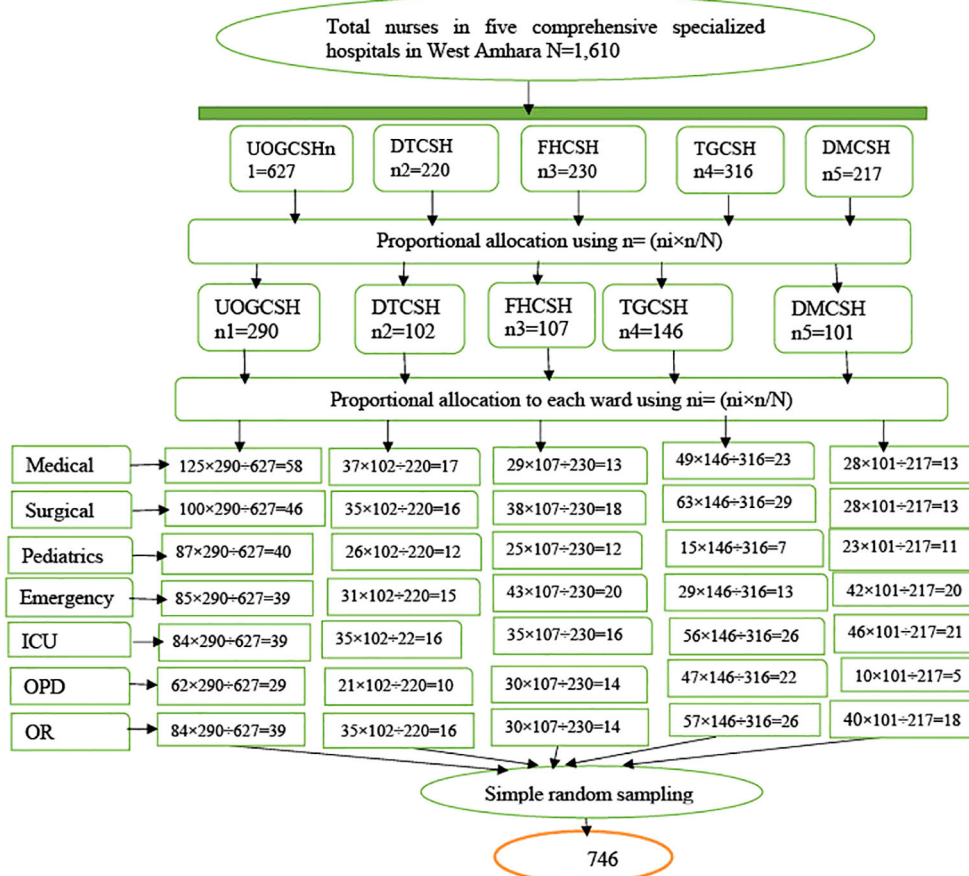 Total nurses in five comprehensive specialized
hospitals in West Amhara N=1,610
UOGCSHn
1=627
DTCSH
n2=220
FHCSH
n3=230
TGCSH
n4=316
DMCSH
n5=217
Proportional allocation using n= (ni×n/N)
UOGCSH
n1=290
DTCSH
n2=102
FHCSH
n3=107
TGCSH
n4=146
DMCSH
n5=101
Proportional allocation to each ward using ni= (ni×n/N)
Medical
125×290÷627=58
37×102÷220=17
29×107÷230=13
49×146÷316=23
28×101÷217=13
Surgical
100×290÷627=46
35×102÷220=16
38×107÷230=18
63×146÷316=29
28×101÷217=13
Pediatrics
87×290÷627=40
26×102÷220=12
25×107÷230=12
15×146÷316=7
23×101÷217=11
Emergency
85×290÷627=39
31×102÷220=15
43×107÷230=20
29×146÷316=13
42×101÷217=20
ICU
84×290÷627=39
35×102÷22=16
35×107÷230=16
56×146÷316=26
46×101÷217=21
OPD
62×290÷627=29
21×102÷220=10
30×107÷230=14
47×146÷316=22
10×101÷217=5
OR
84×290÷627=39
35×102÷220=16
30×107÷230=14
57×146÷316=26
40×101÷217=18
Simple random sampling
746